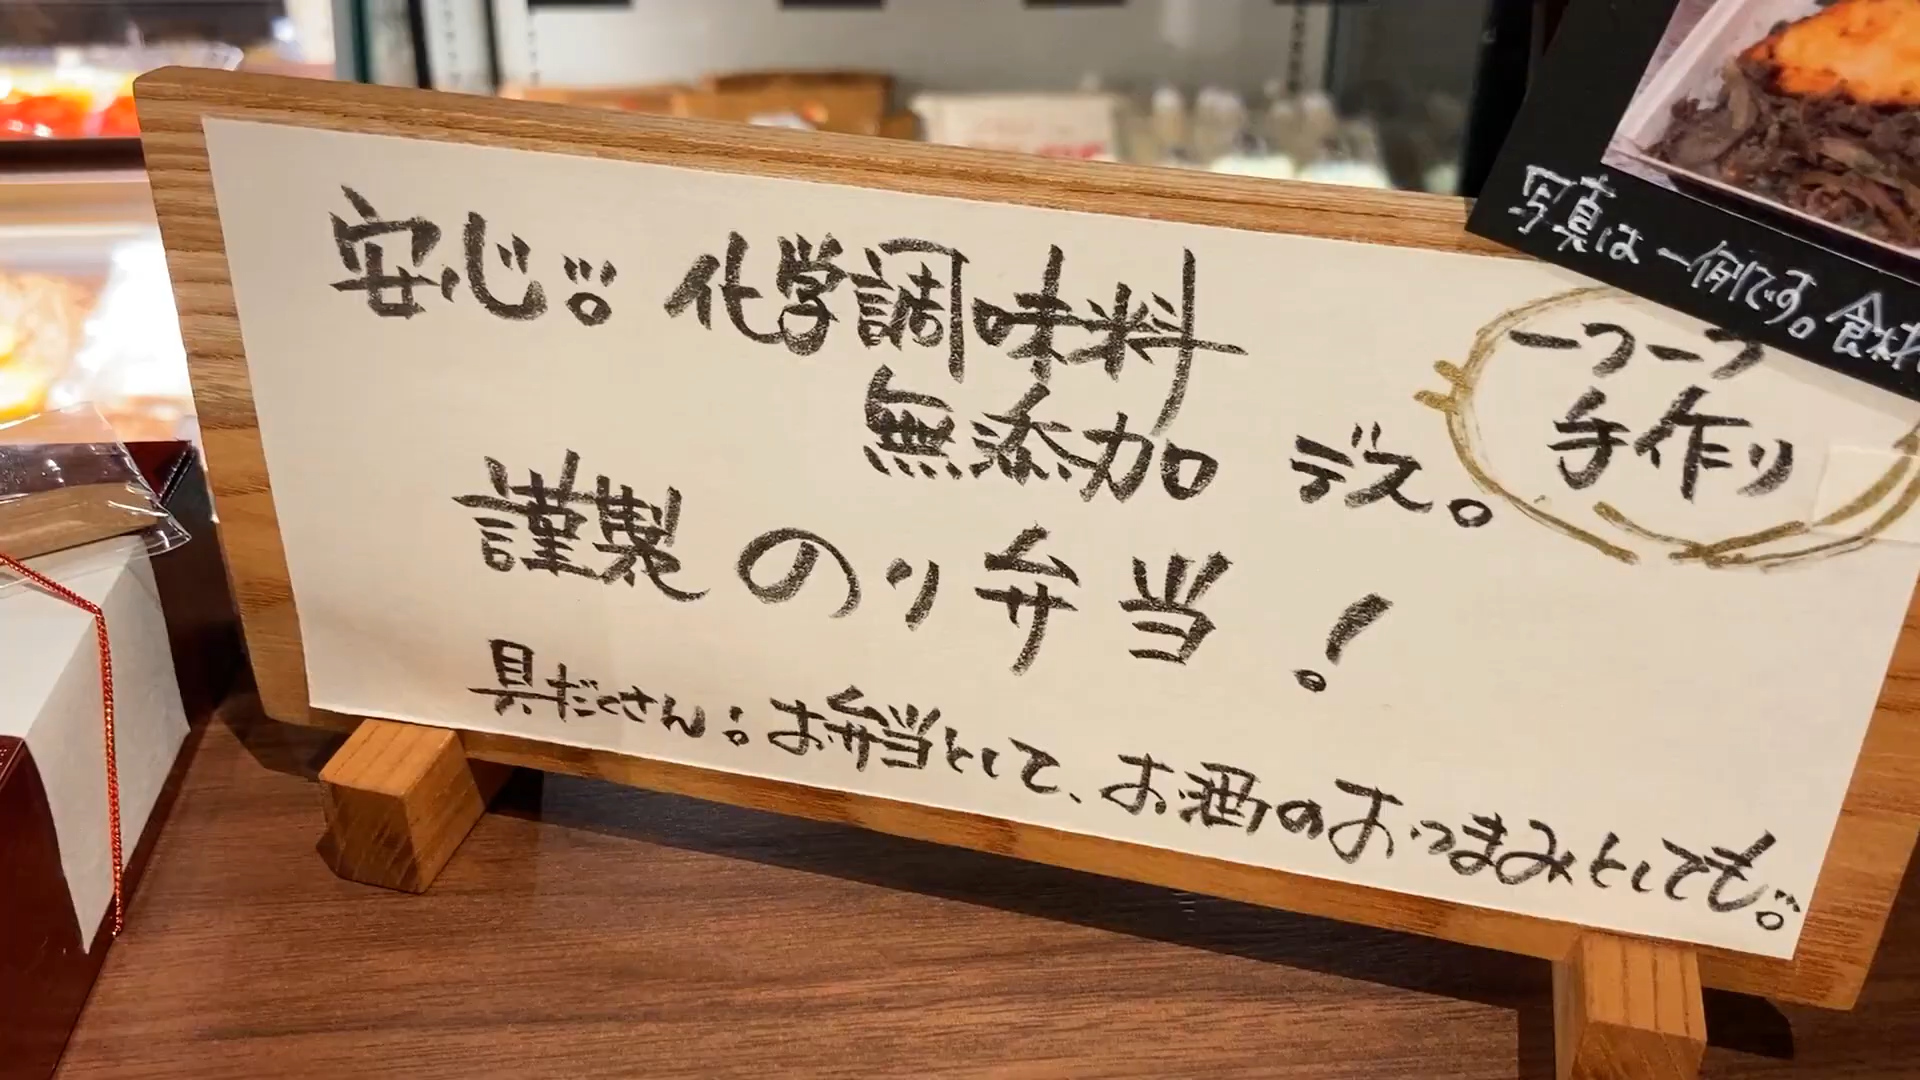 安心。化学調味料
無添加 デス。
一つ一つ
手作り
謹製 のり弁当!
具だくさん。お弁当として、お酒のおつまみとしても。
写真は一例です。食材